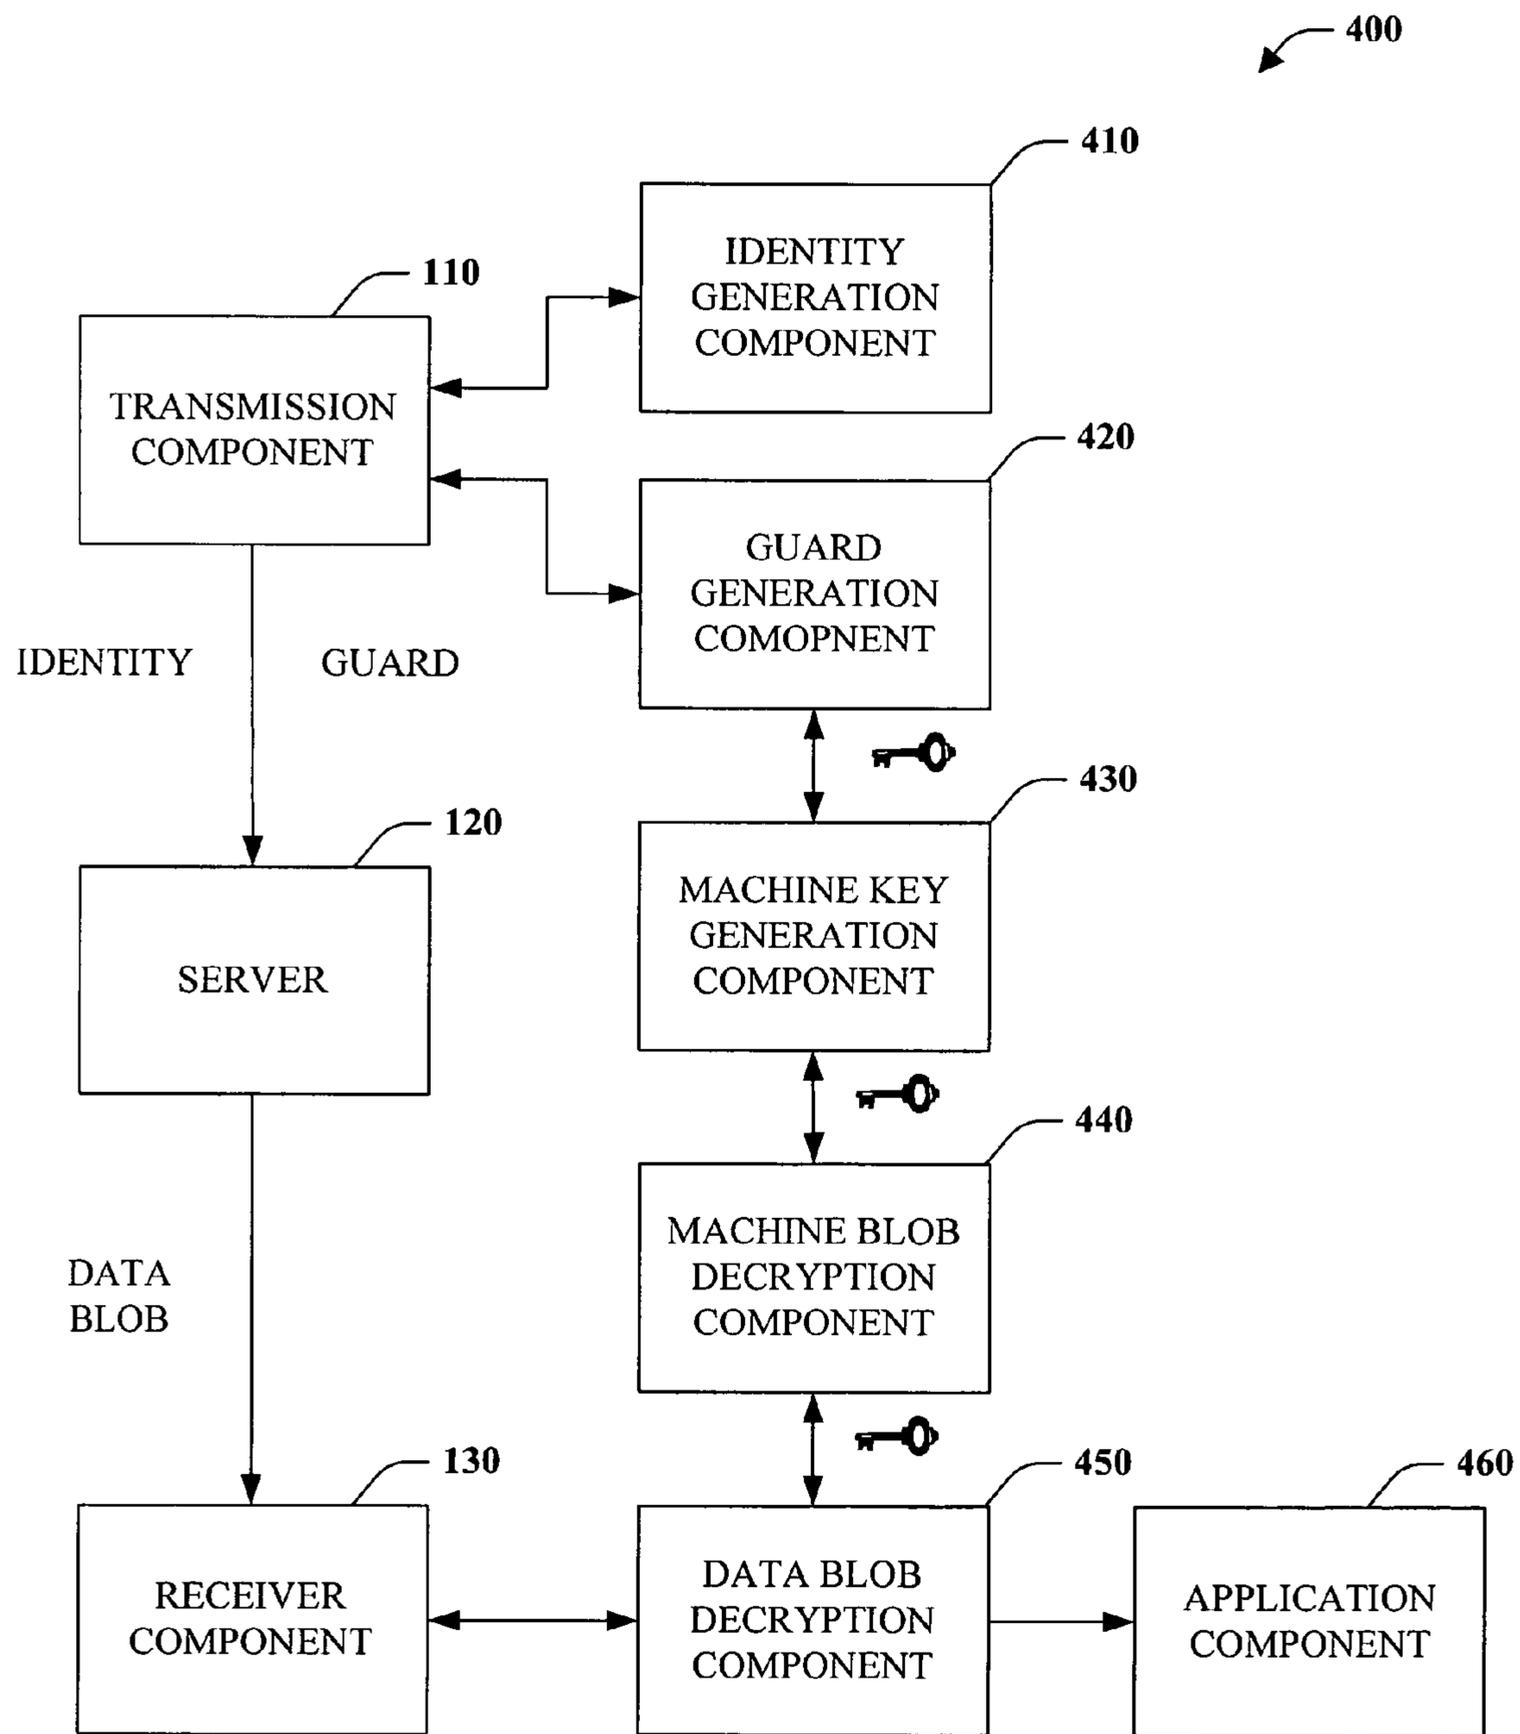 400
410
IDENTITY
GENERATION
COMPONENT
110
TRANSMISSION
COMPONENT
420
GUARD
GENERATION
COMOPNENT
IDENTITY
GUARD
430
120
MACHINE KEY
GENERATION
COMPONENT
SERVER
440
MACHINE BLOB
DECRYPTION
COMPONENT
DATA
BLOB
130
450
460
RECEIVER
COMPONENT
DATA BLOB
DECRYPTION
COMPONENT
APPLICATION
COMPONENT